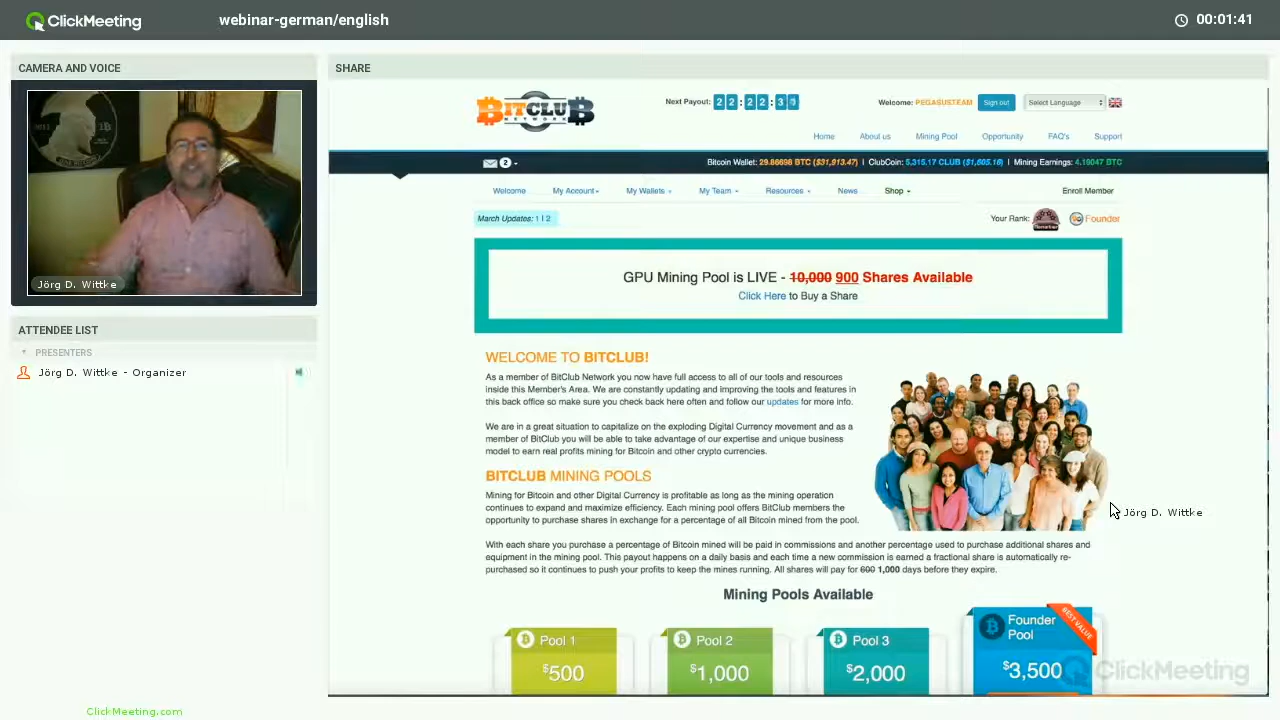 ClickMeeting
webinar-german/english
00:01:41
CAMERA AND VOICE
Jörg D. Wittke
ATTENDEE LIST
PRESENTERS
Jörg D. Wittke - Organizer
ClickMeeting.com
SHARE
BITCLUB
NETWORK
Next Payout: 22:22:3
Welcome: PEGASUSTEAM Sign out Select Language
Home About us Mining Pool Opportunity FAQ's Support
2 Bitcoin Wallet: 29.86698 BTC ($31,913.47) | ClubCoin: 5,315.17 CLUB ($1,605.16) | Mining Earnings: 4.19047 BTC
Welcome My Account My Wallets My Team Resources News Shop Enroll Member
March Updates: 1 | 2 Your Rank: Founder
GPU Mining Pool is LIVE - 10,000 900 Shares Available
Click Here to Buy a Share
WELCOME TO BITCLUB!
As a member of BitClub Network you now have full access to all of our tools and resources
inside this Member's Area. We are constantly updating and improving the tools and features in
this back office so make sure you check back here often and follow our updates for more info.
We are in a great situation to capitalize on the exploding Digital Currency movement and as a
member of BitClub you will be able to take advantage of our expertise and unique business
model to earn real profits mining for Bitcoin and other crypto currencies.
BITCLUB MINING POOLS
Mining for Bitcoin and other Digital Currency is profitable as long as the mining operation
continues to expand and maximize efficiency. Each mining pool offers BitClub members the
opportunity to purchase shares in exchange for a percentage of all Bitcoin mined from the pool.
Jörg D. Wittke
With each share you purchase a percentage of Bitcoin mined will be paid in commissions and another percentage used to purchase additional shares and
equipment in the mining pool. This payout happens on a daily basis and each time a new commission is earned a fractional share is automatically re-
purchased so it continues to push your profits to keep the mines running. All shares will pay for 600 1,000 days before they expire.
Mining Pools Available
Pool 1
$500
Pool 2
$1,000
Pool 3
$2,000
Founder
Pool
BEST VALUE
$3,500
ClickMeeting